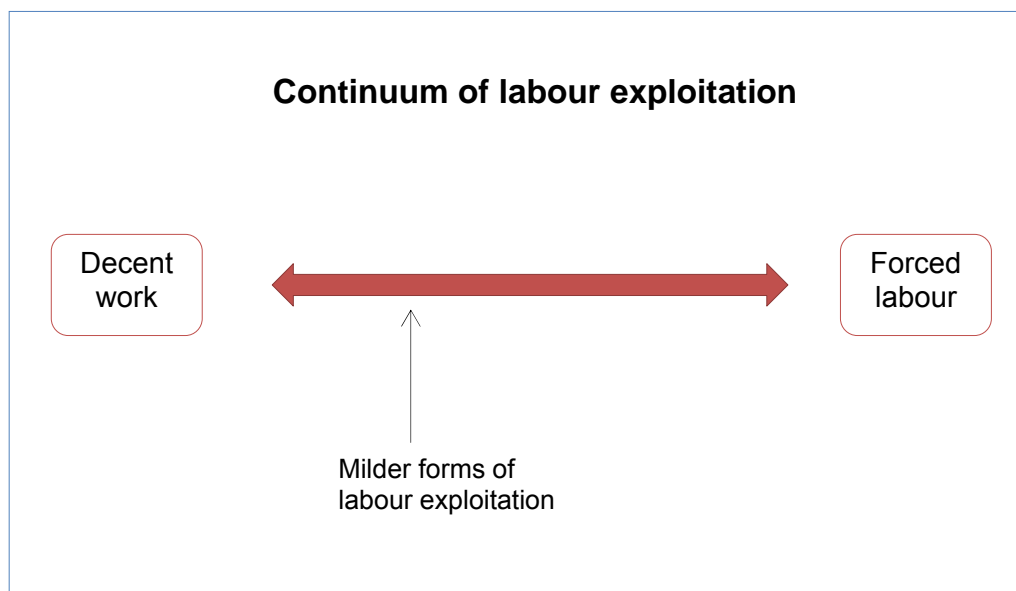 Continuum of labour exploitation
Decent
work
Forced
labour
Milder forms of
labour exploitation